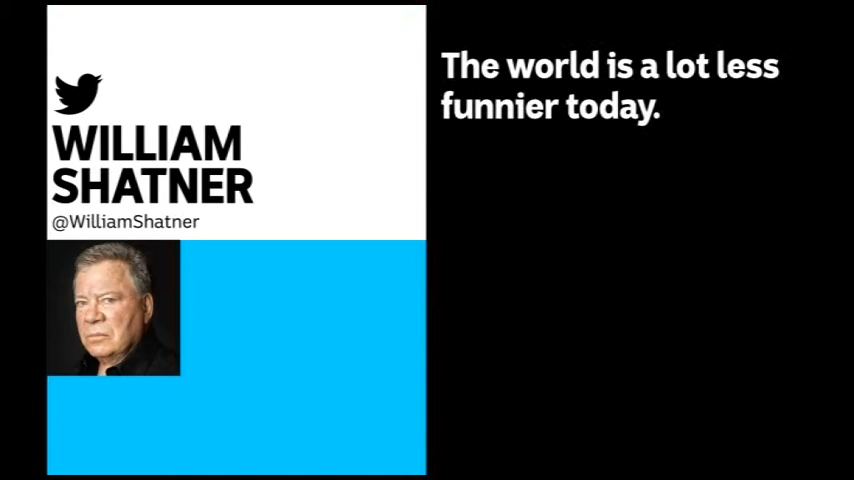 WILLIAM
SHATNER
@WilliamShatner
The world is a lot less
funnier today.